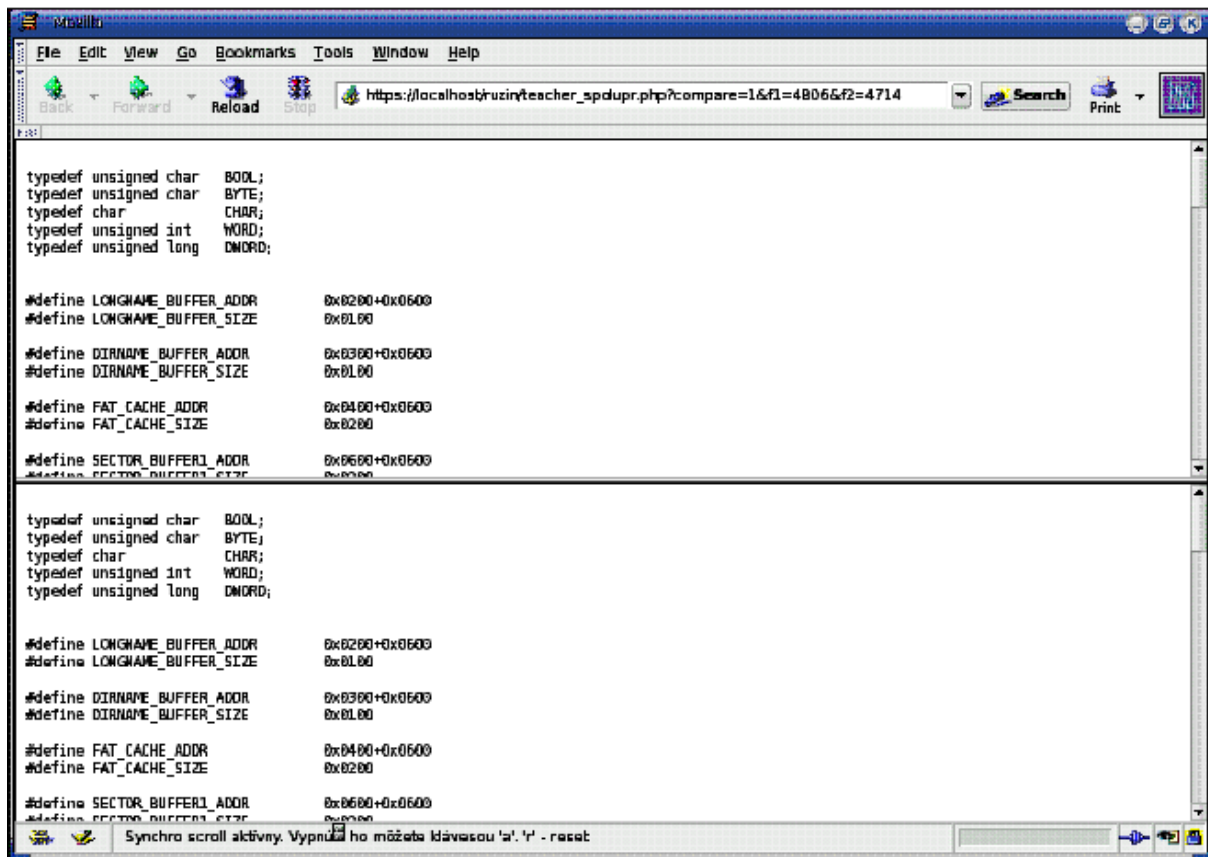 Mozilla
File Edit View Go Bookmarks Tools Window Help
Back Forward Reload Stop https://localhost/ruzin/teacher_spolupr.php?compare=1&f1=4806&f2=4714 Search Print
typedef unsigned char BOOL;
typedef unsigned char BYTE;
typedef char CHAR;
typedef unsigned int WORD;
typedef unsigned long DWORD;
#define LONGNAME_BUFFER_ADDR 0x0200+0x0600
#define LONGNAME_BUFFER_SIZE 0x0100
#define DIRNAME_BUFFER_ADDR 0x0300+0x0600
#define DIRNAME_BUFFER_SIZE 0x0100
#define FAT_CACHE_ADDR 0x0400+0x0600
#define FAT_CACHE_SIZE 0x0200
#define SECTOR_BUFFER1_ADDR 0x0600+0x0600
#define SECTOR_BUFFER1_SIZE 0x0200
typedef unsigned char BOOL;
typedef unsigned char BYTE;
typedef char CHAR;
typedef unsigned int WORD;
typedef unsigned long DWORD;
#define LONGNAME_BUFFER_ADDR 0x0200+0x0600
#define LONGNAME_BUFFER_SIZE 0x0100
#define DIRNAME_BUFFER_ADDR 0x0300+0x0600
#define DIRNAME_BUFFER_SIZE 0x0100
#define FAT_CACHE_ADDR 0x0400+0x0600
#define FAT_CACHE_SIZE 0x0200
#define SECTOR_BUFFER1_ADDR 0x0600+0x0600
#define SECTOR_BUFFER1_SIZE 0x0200
Synchro scroll aktívny. ho môžete klávesou 'a'. 'r' - reset